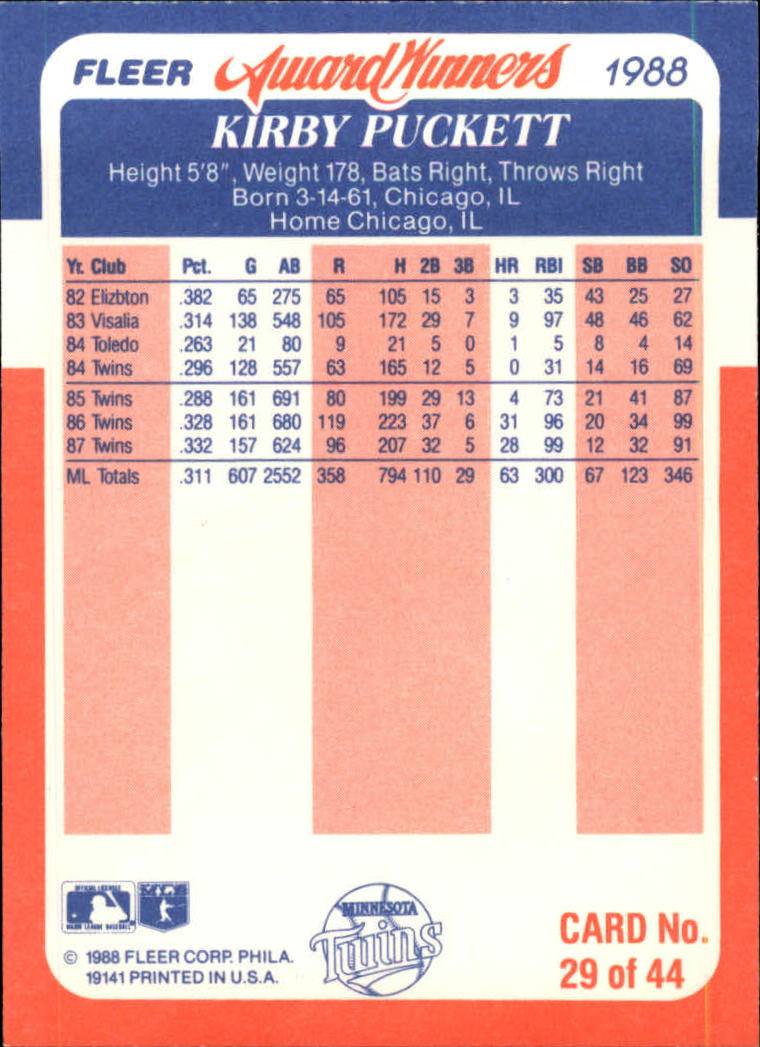 FLEER Award Winners 1988
KIRBY PUCKETT
Height 5'8", Weight 178, Bats Right, Throws Right
Born 3-14-61, Chicago, IL
Home Chicago, IL
Yr. Club Pct. G AB R H 2B 3B HR RBI SB BB SO
82 Elizbton .382 65 275 65 105 15 3 3 35 43 25 27
83 Visalia .314 138 548 105 172 29 7 9 97 48 46 62
84 Toledo .263 21 80 9 21 5 0 1 5 8 4 14
84 Twins .296 128 557 63 165 12 5 0 31 14 16 69
85 Twins .288 161 691 80 199 29 13 4 73 21 41 87
86 Twins .328 161 680 119 223 37 6 31 96 20 34 99
87 Twins .332 157 624 96 207 32 5 28 99 12 32 91
ML Totals .311 607 2552 358 794 110 29 63 300 67 123 346
OFFICIAL LICENSEE
MAJOR LEAGUE BASEBALL
© 1988 FLEER CORP. PHILA.
19141 PRINTED IN U.S.A.
MINNESOTA
Twins
CARD No.
29 of 44